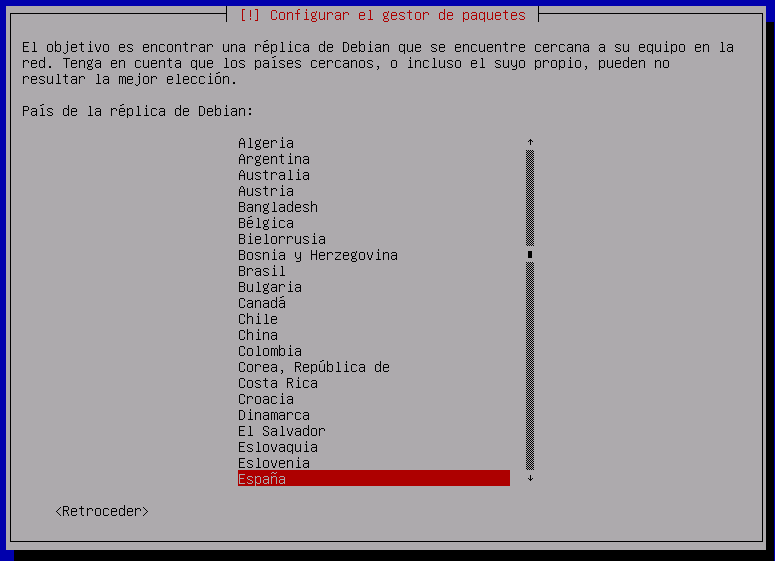 [!] Configurar el gestor de paquetes
El objetivo es encontrar una réplica de Debian que se encuentre cercana a su equipo en la
red. Tenga en cuenta que los países cercanos, o incluso el suyo propio, pueden no
resultar la mejor elección.
País de la réplica de Debian:
Algeria
Argentina
Australia
Austria
Bangladesh
Bélgica
Bielorrusia
Bosnia y Herzegovina
Brasil
Bulgaria
Canadá
Chile
China
Colombia
Corea, República de
Costa Rica
Croacia
Dinamarca
El Salvador
Eslovaquia
Eslovenia
España
<Retroceder>